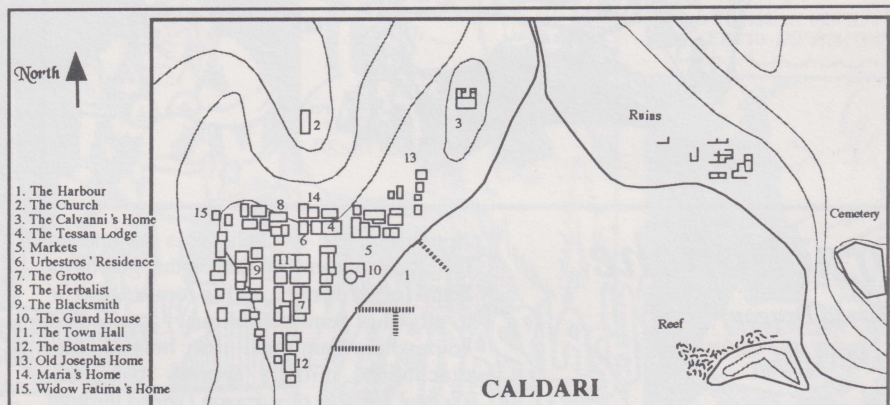 North
1. The Harbour
2. The Church
3. The Calvanni's Home
4. The Tessan Lodge
5. Markets
6. Urbestros' Residence
7. The Grotto
8. The Herbalist
9. The Blacksmith
10. The Guard House
11. The Town Hall
12. The Boatmakers
13. Old Josephs Home
14. Maria's Home
15. Widow Fatima's Home
2
3
Ruins
13
15
8
14
6
4
5
Cemetery
9
11
10
1
7
Reef
12
CALDARI